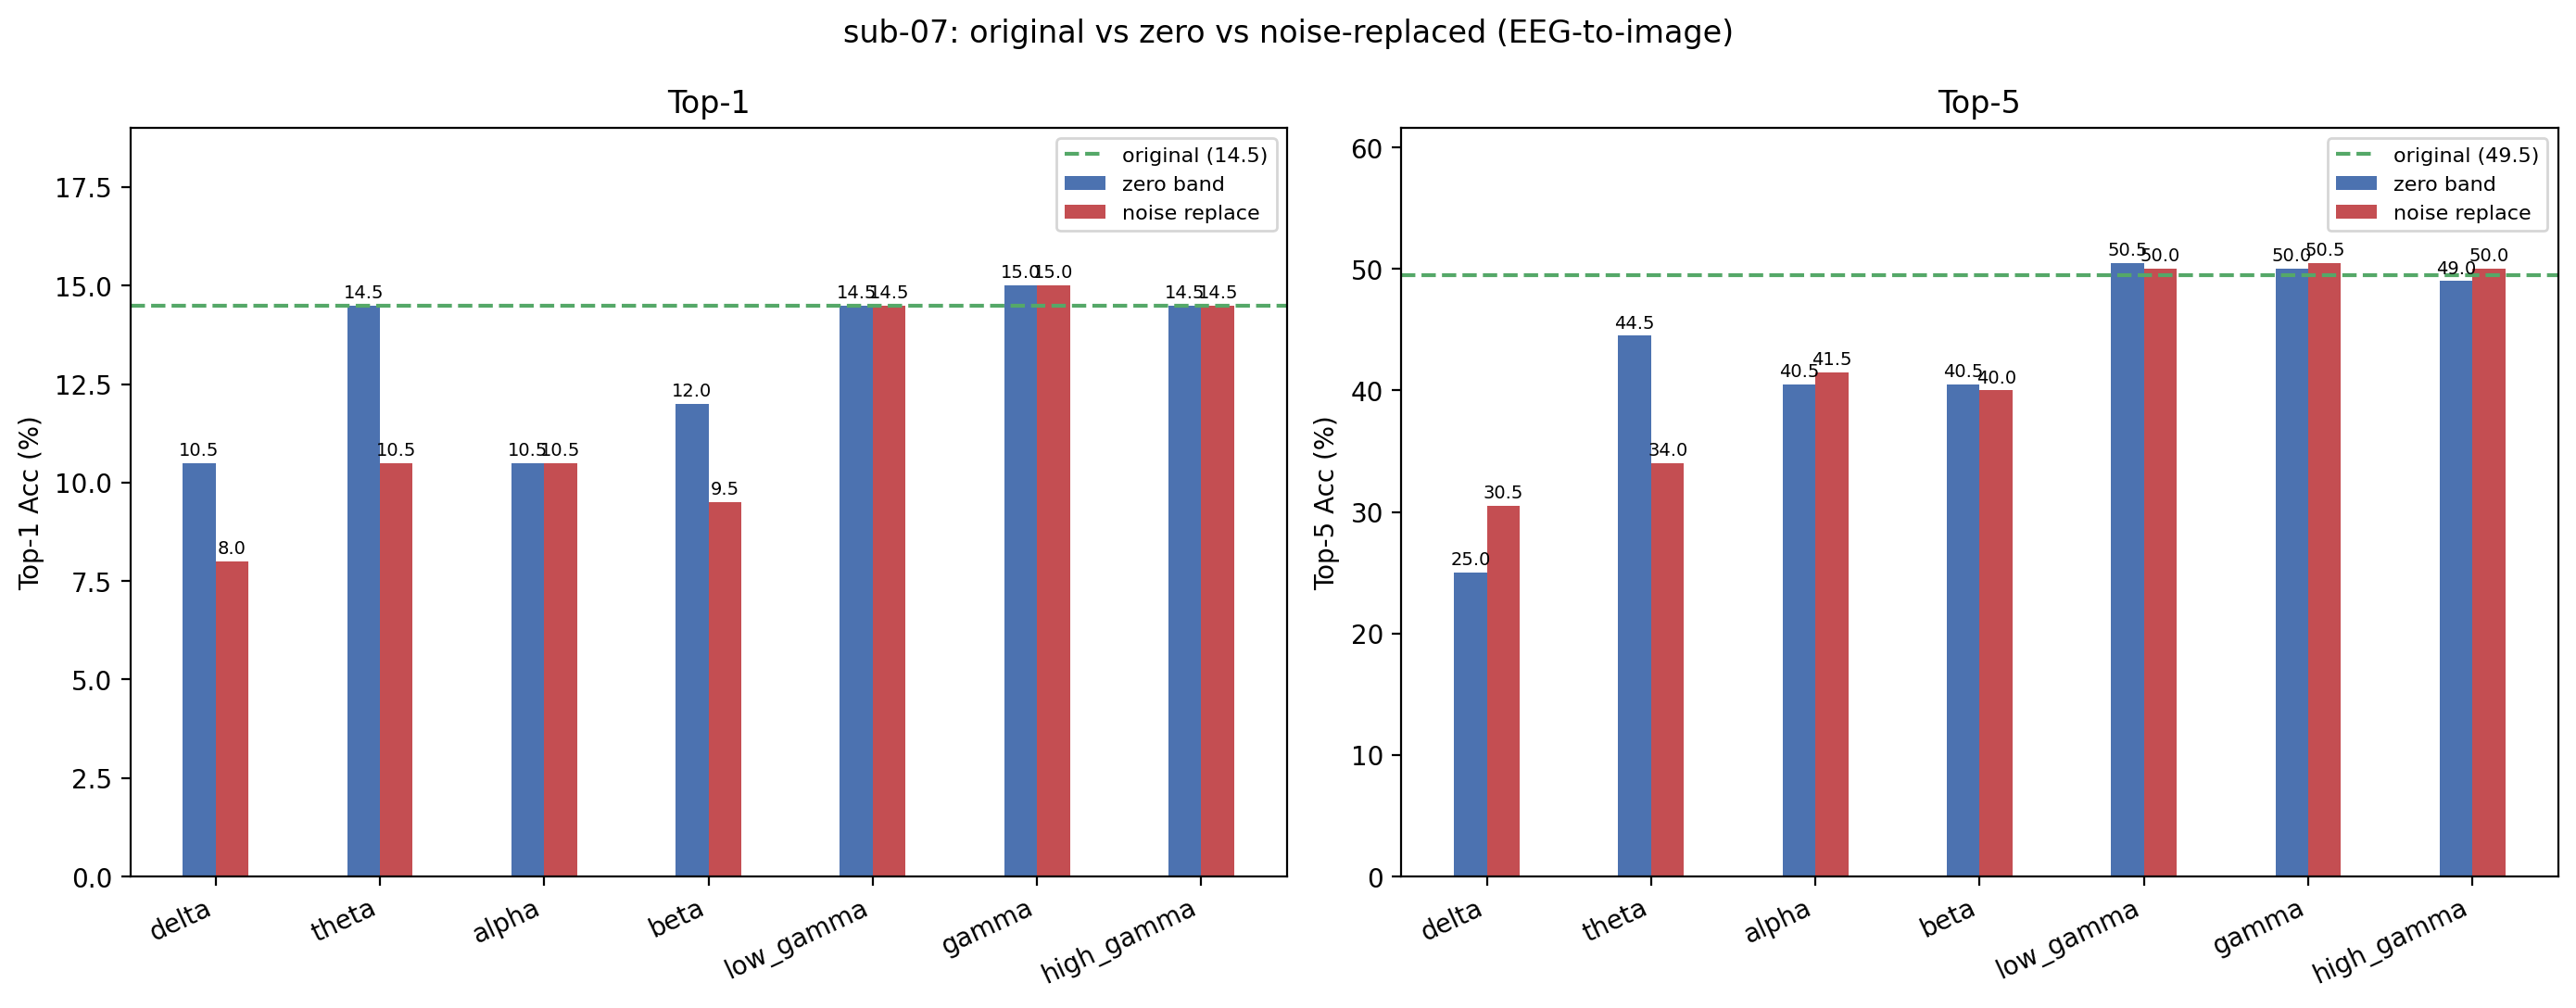 sub-07: original vs zero vs noise-replaced (EEG-to-image)
Top-1
original (14.5)
zero band
noise replace
Top-1 Acc (%)
17.5
15.0
12.5
10.0
7.5
5.0
2.5
0.0
10.5
8.0
14.5
10.5
10.5
10.5
12.0
9.5
14.5
14.5
15.0
15.0
14.5
14.5
delta
theta
alpha
beta
low_gamma
gamma
high_gamma
Top-5
original (49.5)
zero band
noise replace
Top-5 Acc (%)
60
50
40
30
20
10
0
25.0
30.5
44.5
34.0
40.5
41.5
40.5
40.0
50.5
50.0
50.0
50.5
49.0
50.0
delta
theta
alpha
beta
low_gamma
gamma
high_gamma